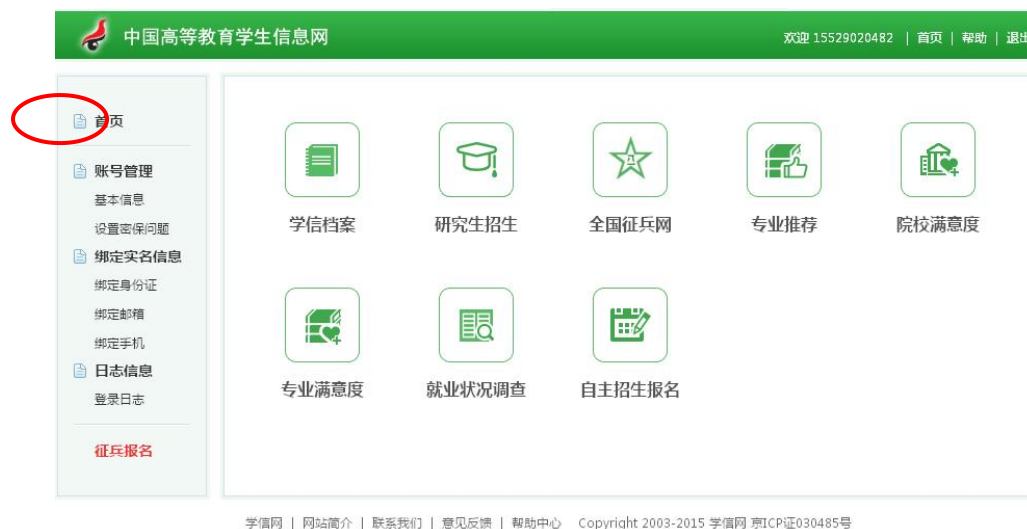 中国高等教育学生信息网
欢迎 15529020482 | 首页 | 帮助 | 退出
首页
账号管理
基本信息
设置密保问题
绑定实名信息
绑定身份证
绑定邮箱
绑定手机
日志信息
登录日志
征兵报名
学信档案 研究生招生 全国征兵网 专业推荐 院校满意度
专业满意度 就业状况调查 自主招生报名
学信网 | 网站简介 | 联系我们 | 意见反馈 | 帮助中心 Copyright 2003-2015 学信网 京ICP证030485号